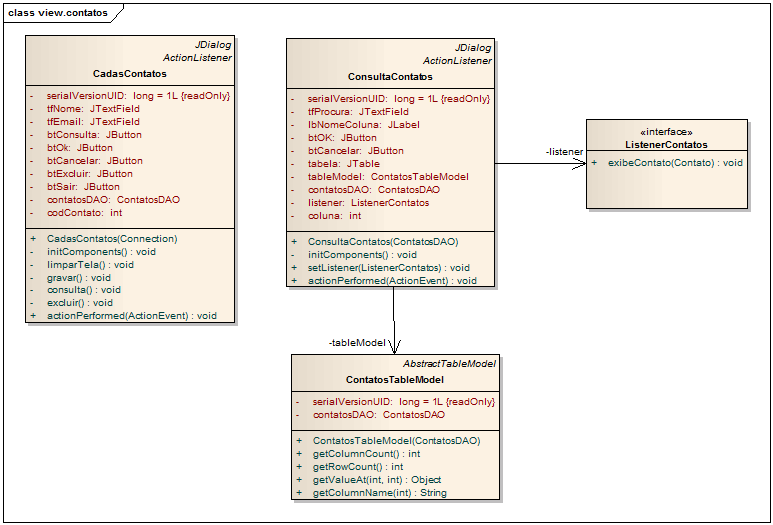 class view.contatos
JDialog
ActionListener
CadasContatos
- serialVersionUID: long = 1L {readOnly}
- tfNome: JTextField
- tfEmail: JTextField
- btConsulta: JButton
- btOk: JButton
- btCancelar: JButton
- btExcluir: JButton
- btSair: JButton
- contatosDAO: ContatosDAO
- codContato: int
+ CadasContatos(Connection)
- initComponents() : void
- limparTela() : void
- gravar() : void
- consulta() : void
- excluir() : void
+ actionPerformed(ActionEvent) : void
JDialog
ActionListener
ConsultaContatos
- serialVersionUID: long = 1L {readOnly}
- tfProcura: JTextField
- lbNomeColuna: JLabel
- btOK: JButton
- btCancelar: JButton
- tabela: JTable
- tableModel: ContatosTableModel
- contatosDAO: ContatosDAO
- listener: ListenerContatos
- coluna: int
+ ConsultaContatos(ContatosDAO)
- initComponents() : void
+ setListener(ListenerContatos) : void
+ actionPerformed(ActionEvent) : void
-listener
«interface»
ListenerContatos
+ exibeContato(Contato) : void
-tableModel
AbstractTableModel
ContatosTableModel
- serialVersionUID: long = 1L {readOnly}
- contatosDAO: ContatosDAO
+ ContatosTableModel(ContatosDAO)
+ getColumnCount() : int
+ getRowCount() : int
+ getValueAt(int, int) : Object
+ getColumnName(int) : String